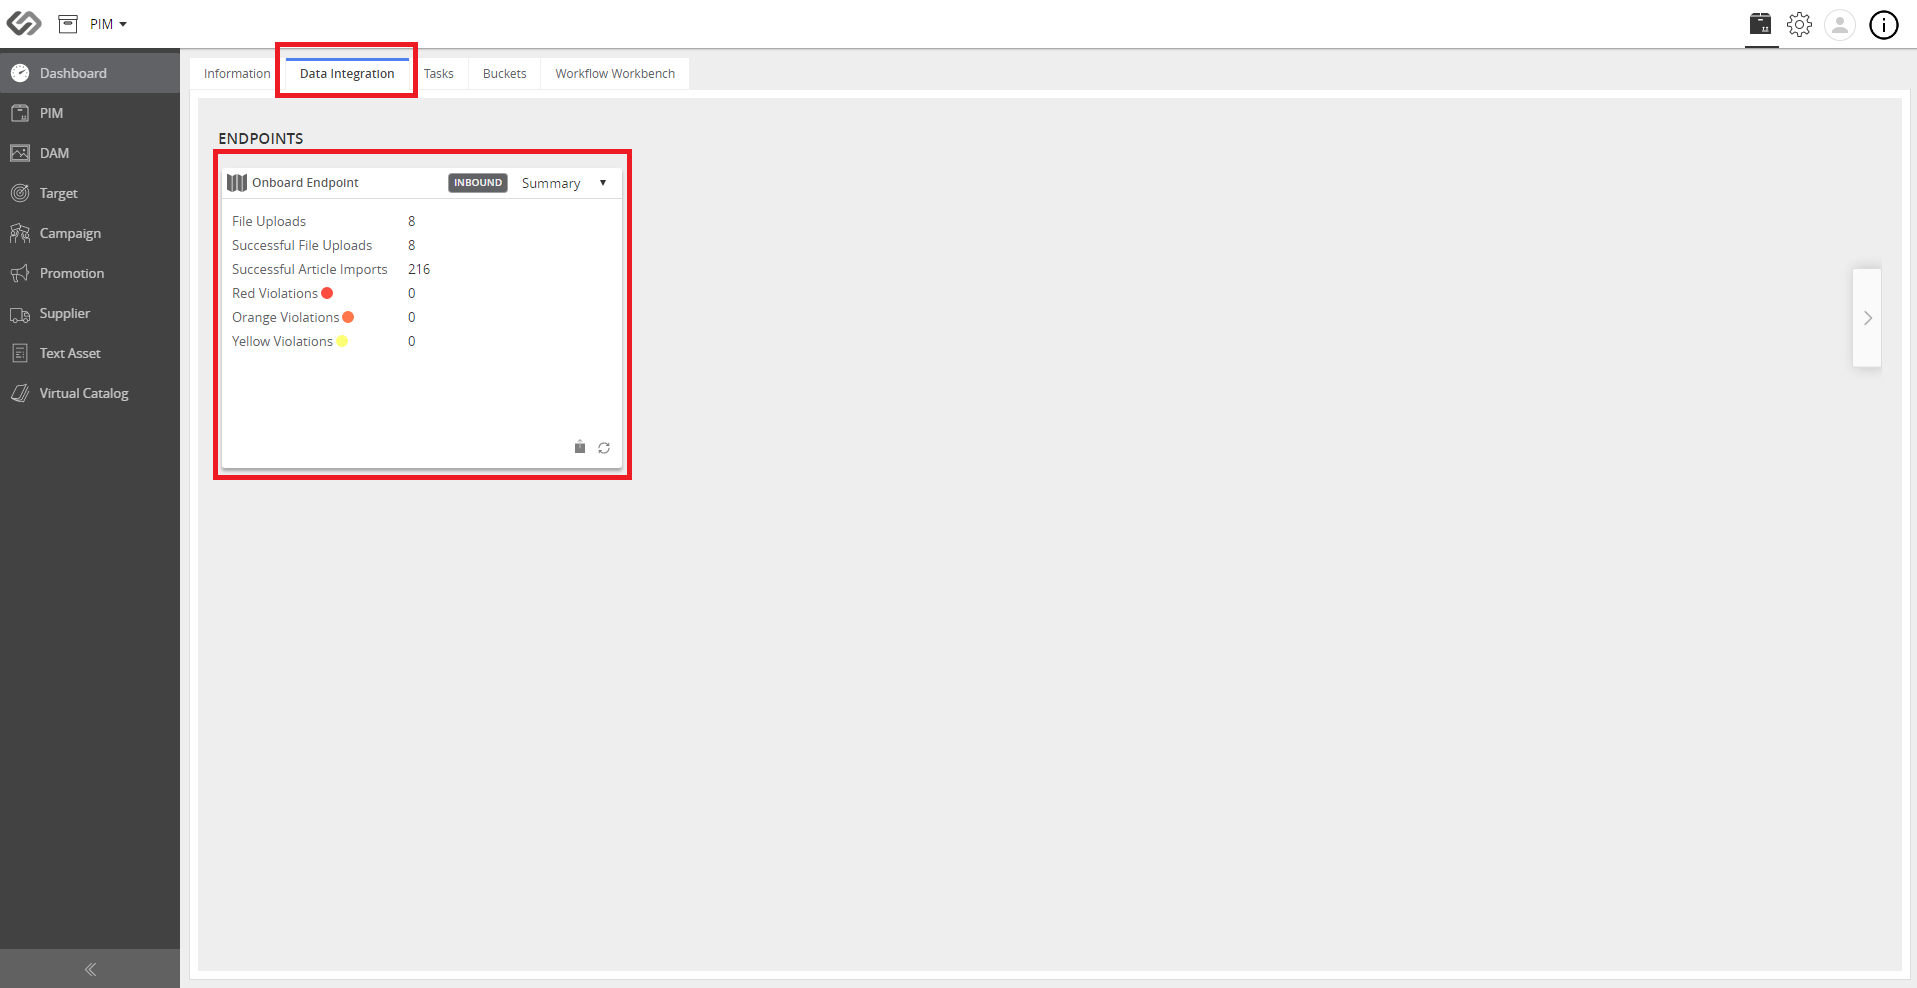 PIM
Dashboard
PIM
DAM
Target
Campaign
Promotion
Supplier
Text Asset
Virtual Catalog
Information
Data Integration
Tasks
Buckets
Workflow Workbench
ENDPOINTS
Onboard Endpoint INBOUND Summary
File Uploads 8
Successful File Uploads 8
Successful Article Imports 216
Red Violations 0
Orange Violations 0
Yellow Violations 0